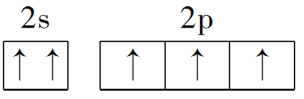 2s 2p
↑ ↑ ↑ ↑ ↑